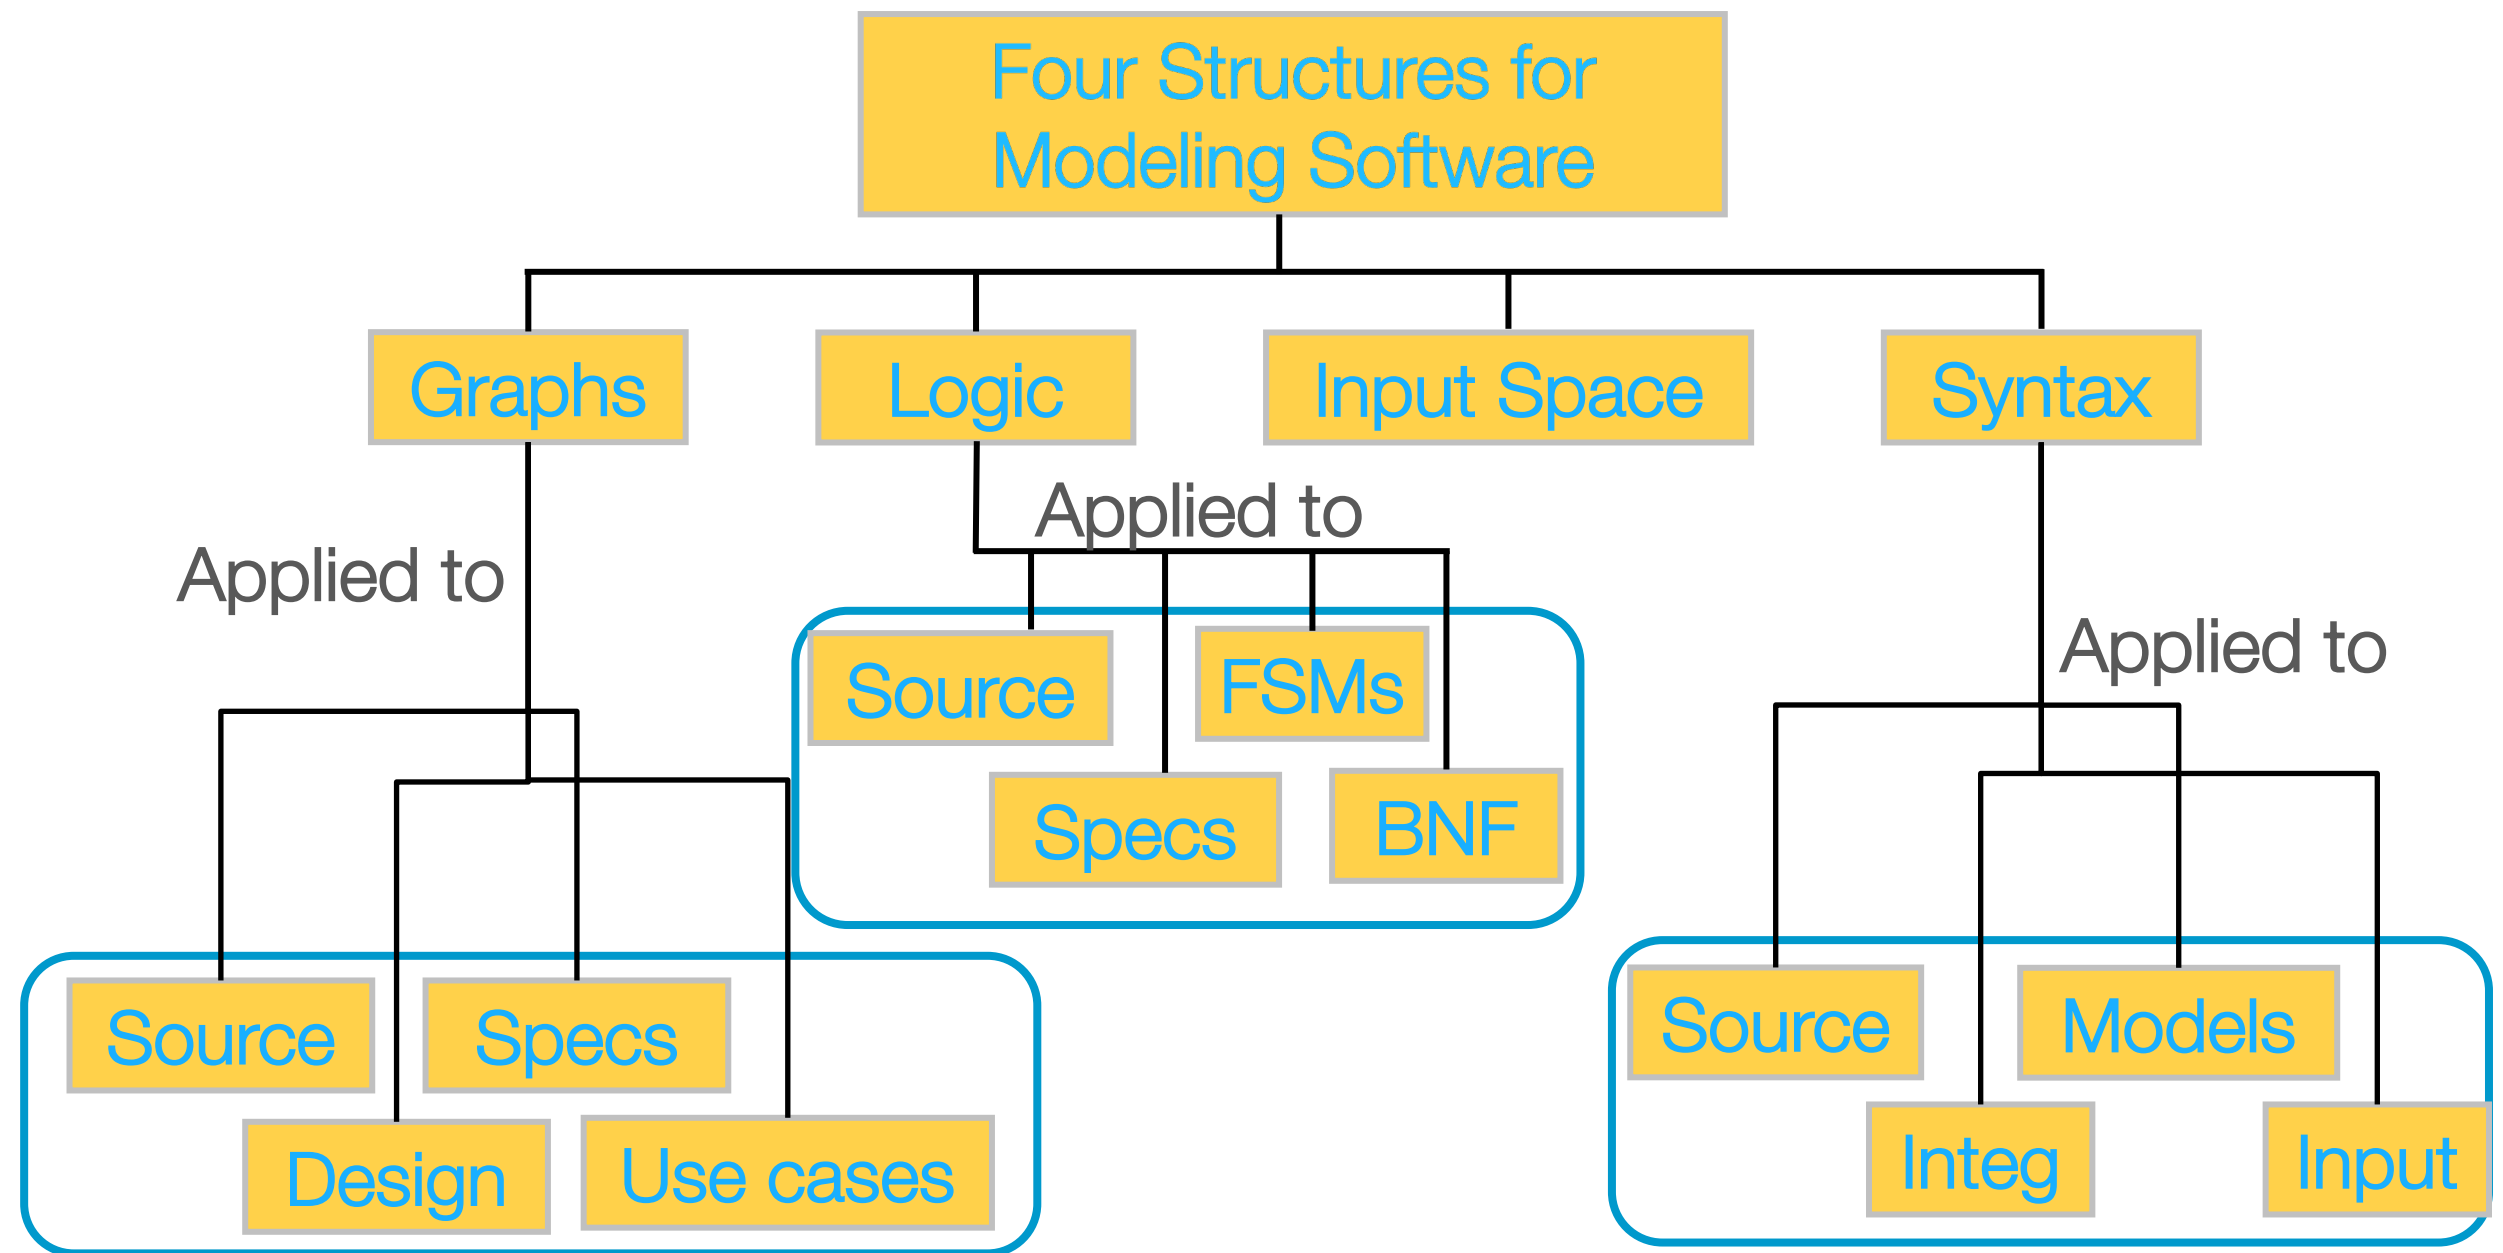 Four Structures for
Modeling Software
Graphs
Logic
Input Space
Syntax
Applied to
Applied to
Applied to
Source
FSMs
Specs
BNF
Source
Specs
Design
Use cases
Source
Models
Integ
Input